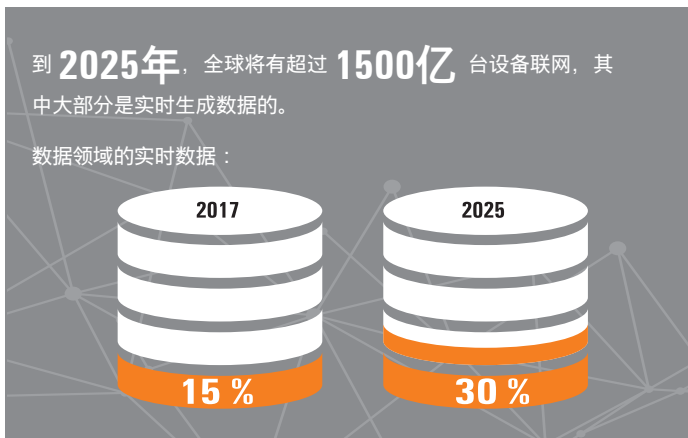 到 2025年，全球将有超过 1500亿 台设备联网，其
中大部分是实时生成数据的。
数据领域的实时数据：
2017 2025
15 % 30 %